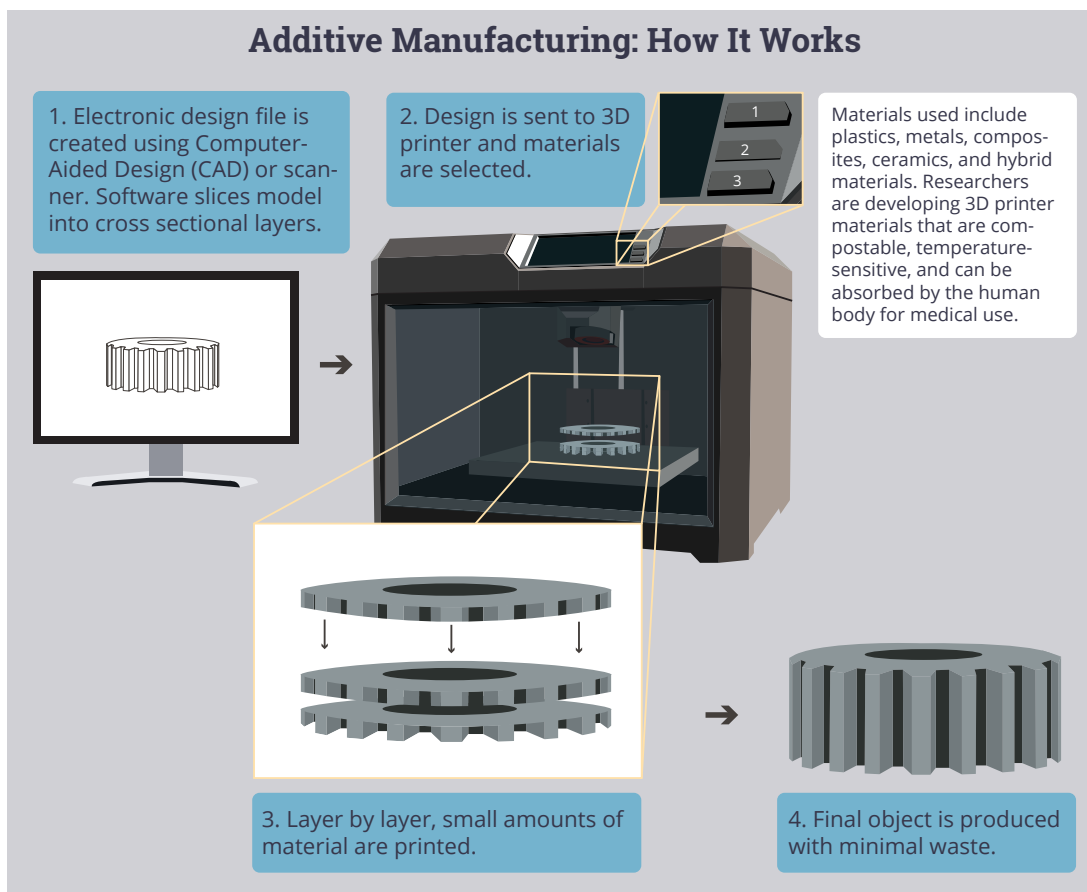 Additive Manufacturing: How It Works
1. Electronic design file is
created using Computer-
Aided Design (CAD) or scan-
ner. Software slices model
into cross sectional layers.
2. Design is sent to 3D
printer and materials
are selected.
1
2
3
Materials used include
plastics, metals, compos-
ites, ceramics, and hybrid
materials. Researchers
are developing 3D printer
materials that are com-
postable, temperature-
sensitive, and can be
absorbed by the human
body for medical use.
3. Layer by layer, small amounts of
material are printed.
4. Final object is produced
with minimal waste.